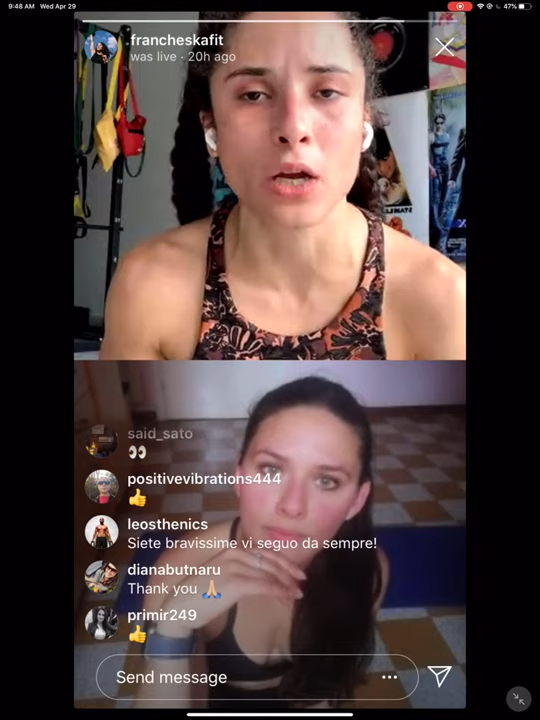 9:48 AM Wed Apr 29
47%
francheskafit
was live · 20h ago
said_sato
👀
positivevibrations444
👍
leosthenics
Siete bravissime vi seguo da sempre!
dianabutnaru
Thank you 🙏🏼
primir249
👍
Send message